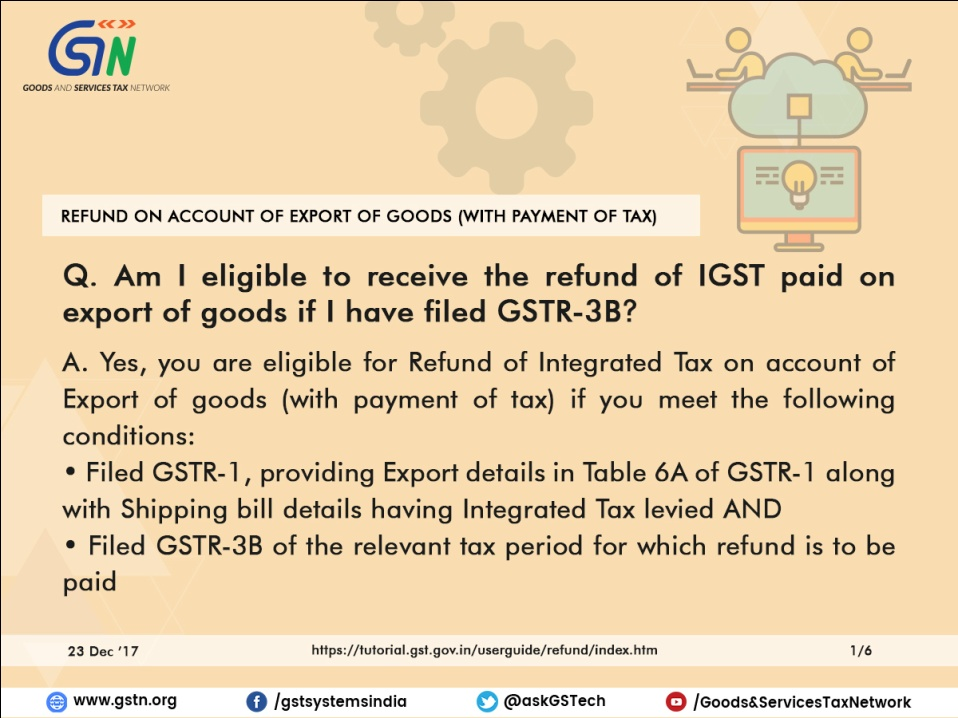 GSTN
GOODS AND SERVICES TAX NETWORK
REFUND ON ACCOUNT OF EXPORT OF GOODS (WITH PAYMENT OF TAX)
Q. Am I eligible to receive the refund of IGST paid on
export of goods if I have filed GSTR-3B?
A. Yes, you are eligible for Refund of Integrated Tax on account of
Export of goods (with payment of tax) if you meet the following
conditions:
• Filed GSTR-1, providing Export details in Table 6A of GSTR-1 along
with Shipping bill details having Integrated Tax levied AND
• Filed GSTR-3B of the relevant tax period for which refund is to be
paid
23 Dec ’17 https://tutorial.gst.gov.in/userguide/refund/index.htm 1/6
www.gstn.org /gstsystemsindia @askGSTech /Goods&ServicesTaxNetwork